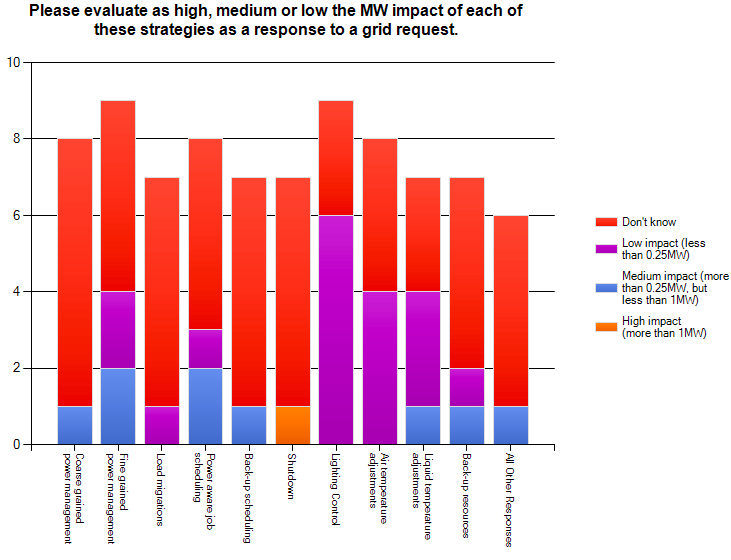 Please evaluate as high, medium or low the MW impact of each of
these strategies as a response to a grid request.
10
8
6
4
2
0
Coarse grained
power management
Fine grained
power management
Load migrations
Power aware job
scheduling
Back-up scheduling
Shutdown
Lighting Control
Air temperature
adjustments
Liquid temperature
adjustments
Back-up resources
All Other Responses
Don't know
Low impact (less
than 0.25MW)
Medium impact (more
than 0.25MW, but
less than 1MW)
High impact
(more than 1MW)